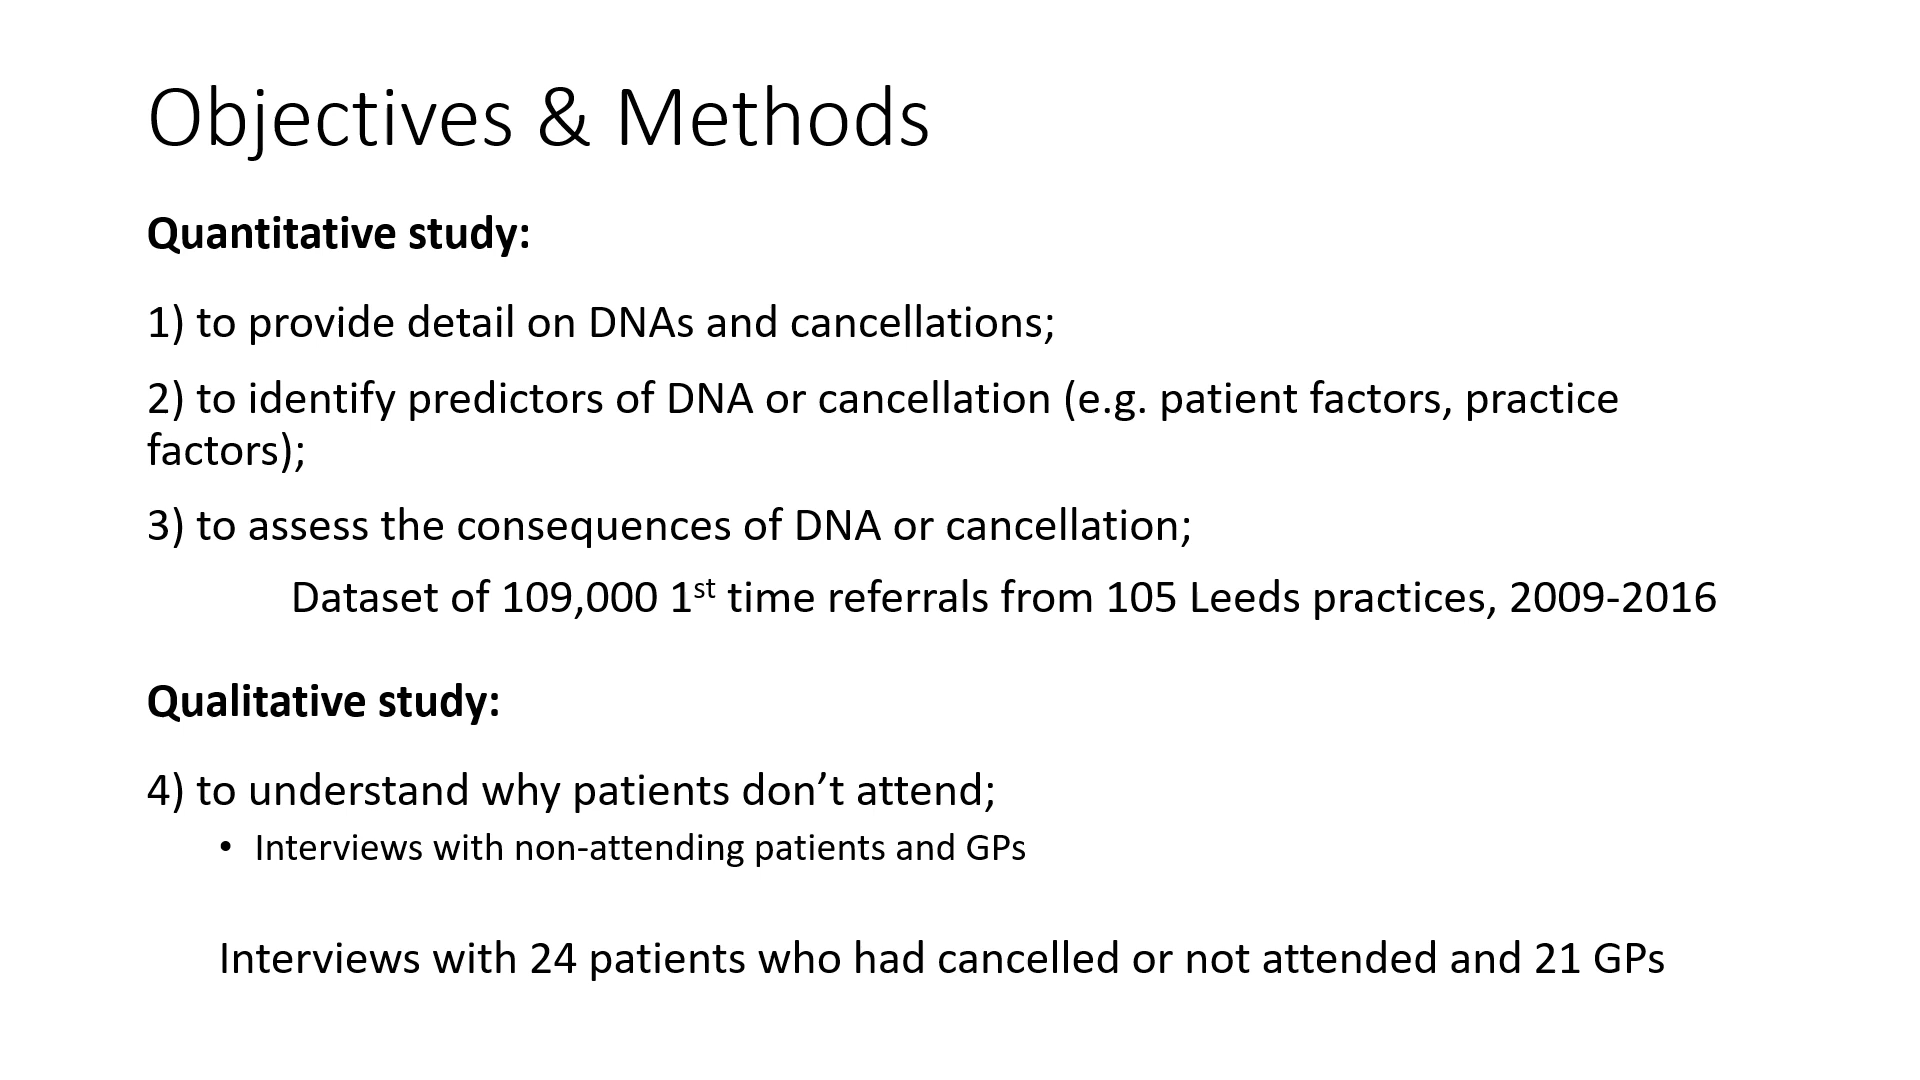 Objectives & Methods
Quantitative study:
1) to provide detail on DNAs and cancellations;
2) to identify predictors of DNA or cancellation (e.g. patient factors, practice
factors);
3) to assess the consequences of DNA or cancellation;
Dataset of 109,000 1st time referrals from 105 Leeds practices, 2009-2016
Qualitative study:
4) to understand why patients don’t attend;
• Interviews with non-attending patients and GPs
Interviews with 24 patients who had cancelled or not attended and 21 GPs